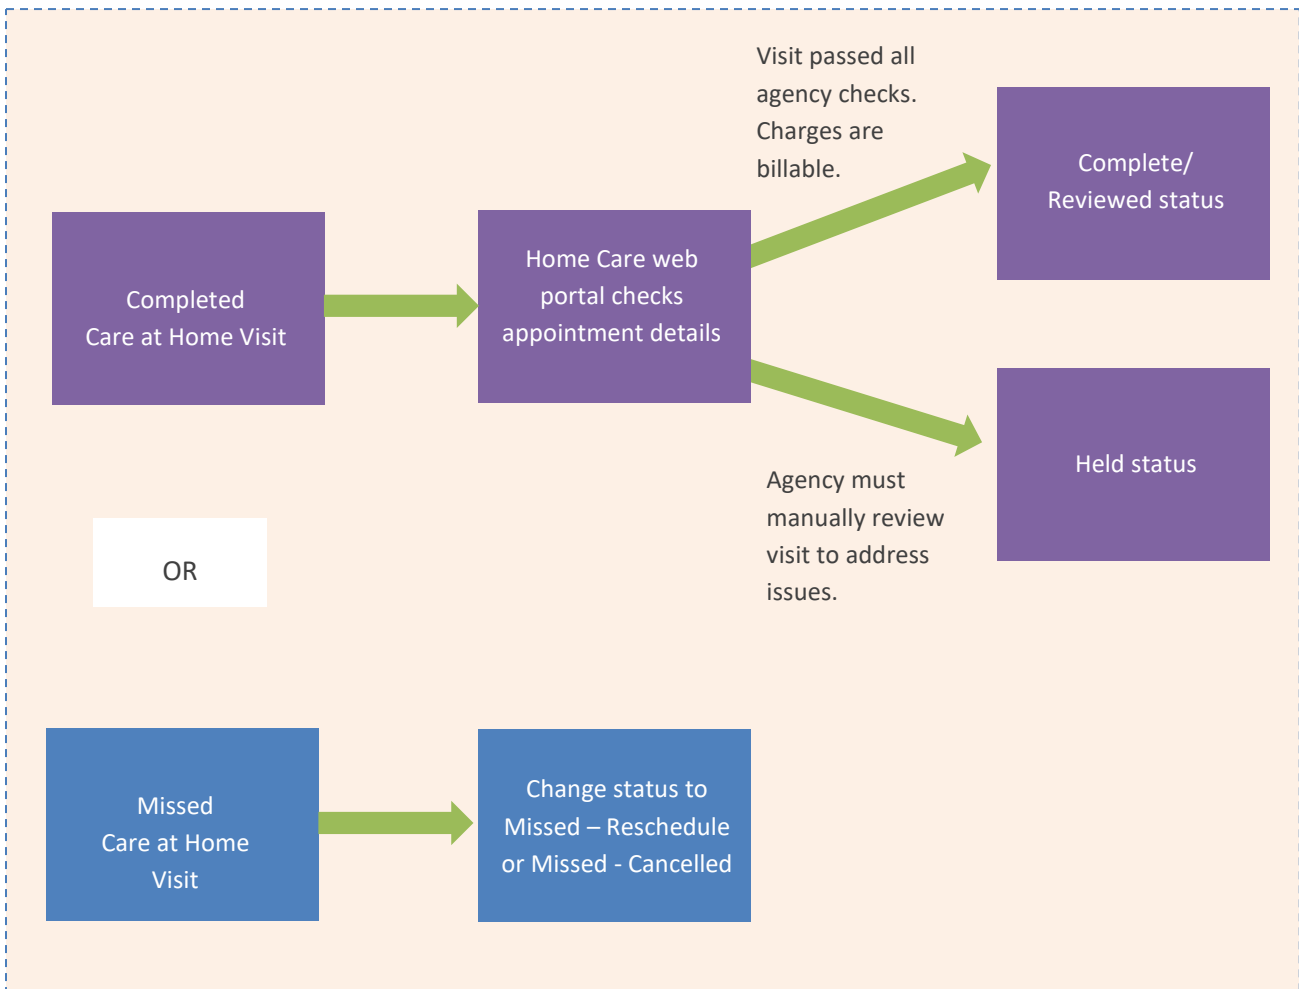 Visit passed all
agency checks.
Charges are
billable.
Complete/
Reviewed status
Home Care web
portal checks
appointment details
Completed
Care at Home Visit
Held status
Agency must
manually review
visit to address
issues.
OR
Missed
Care at Home
Visit
Change status to
Missed – Reschedule
or Missed - Cancelled